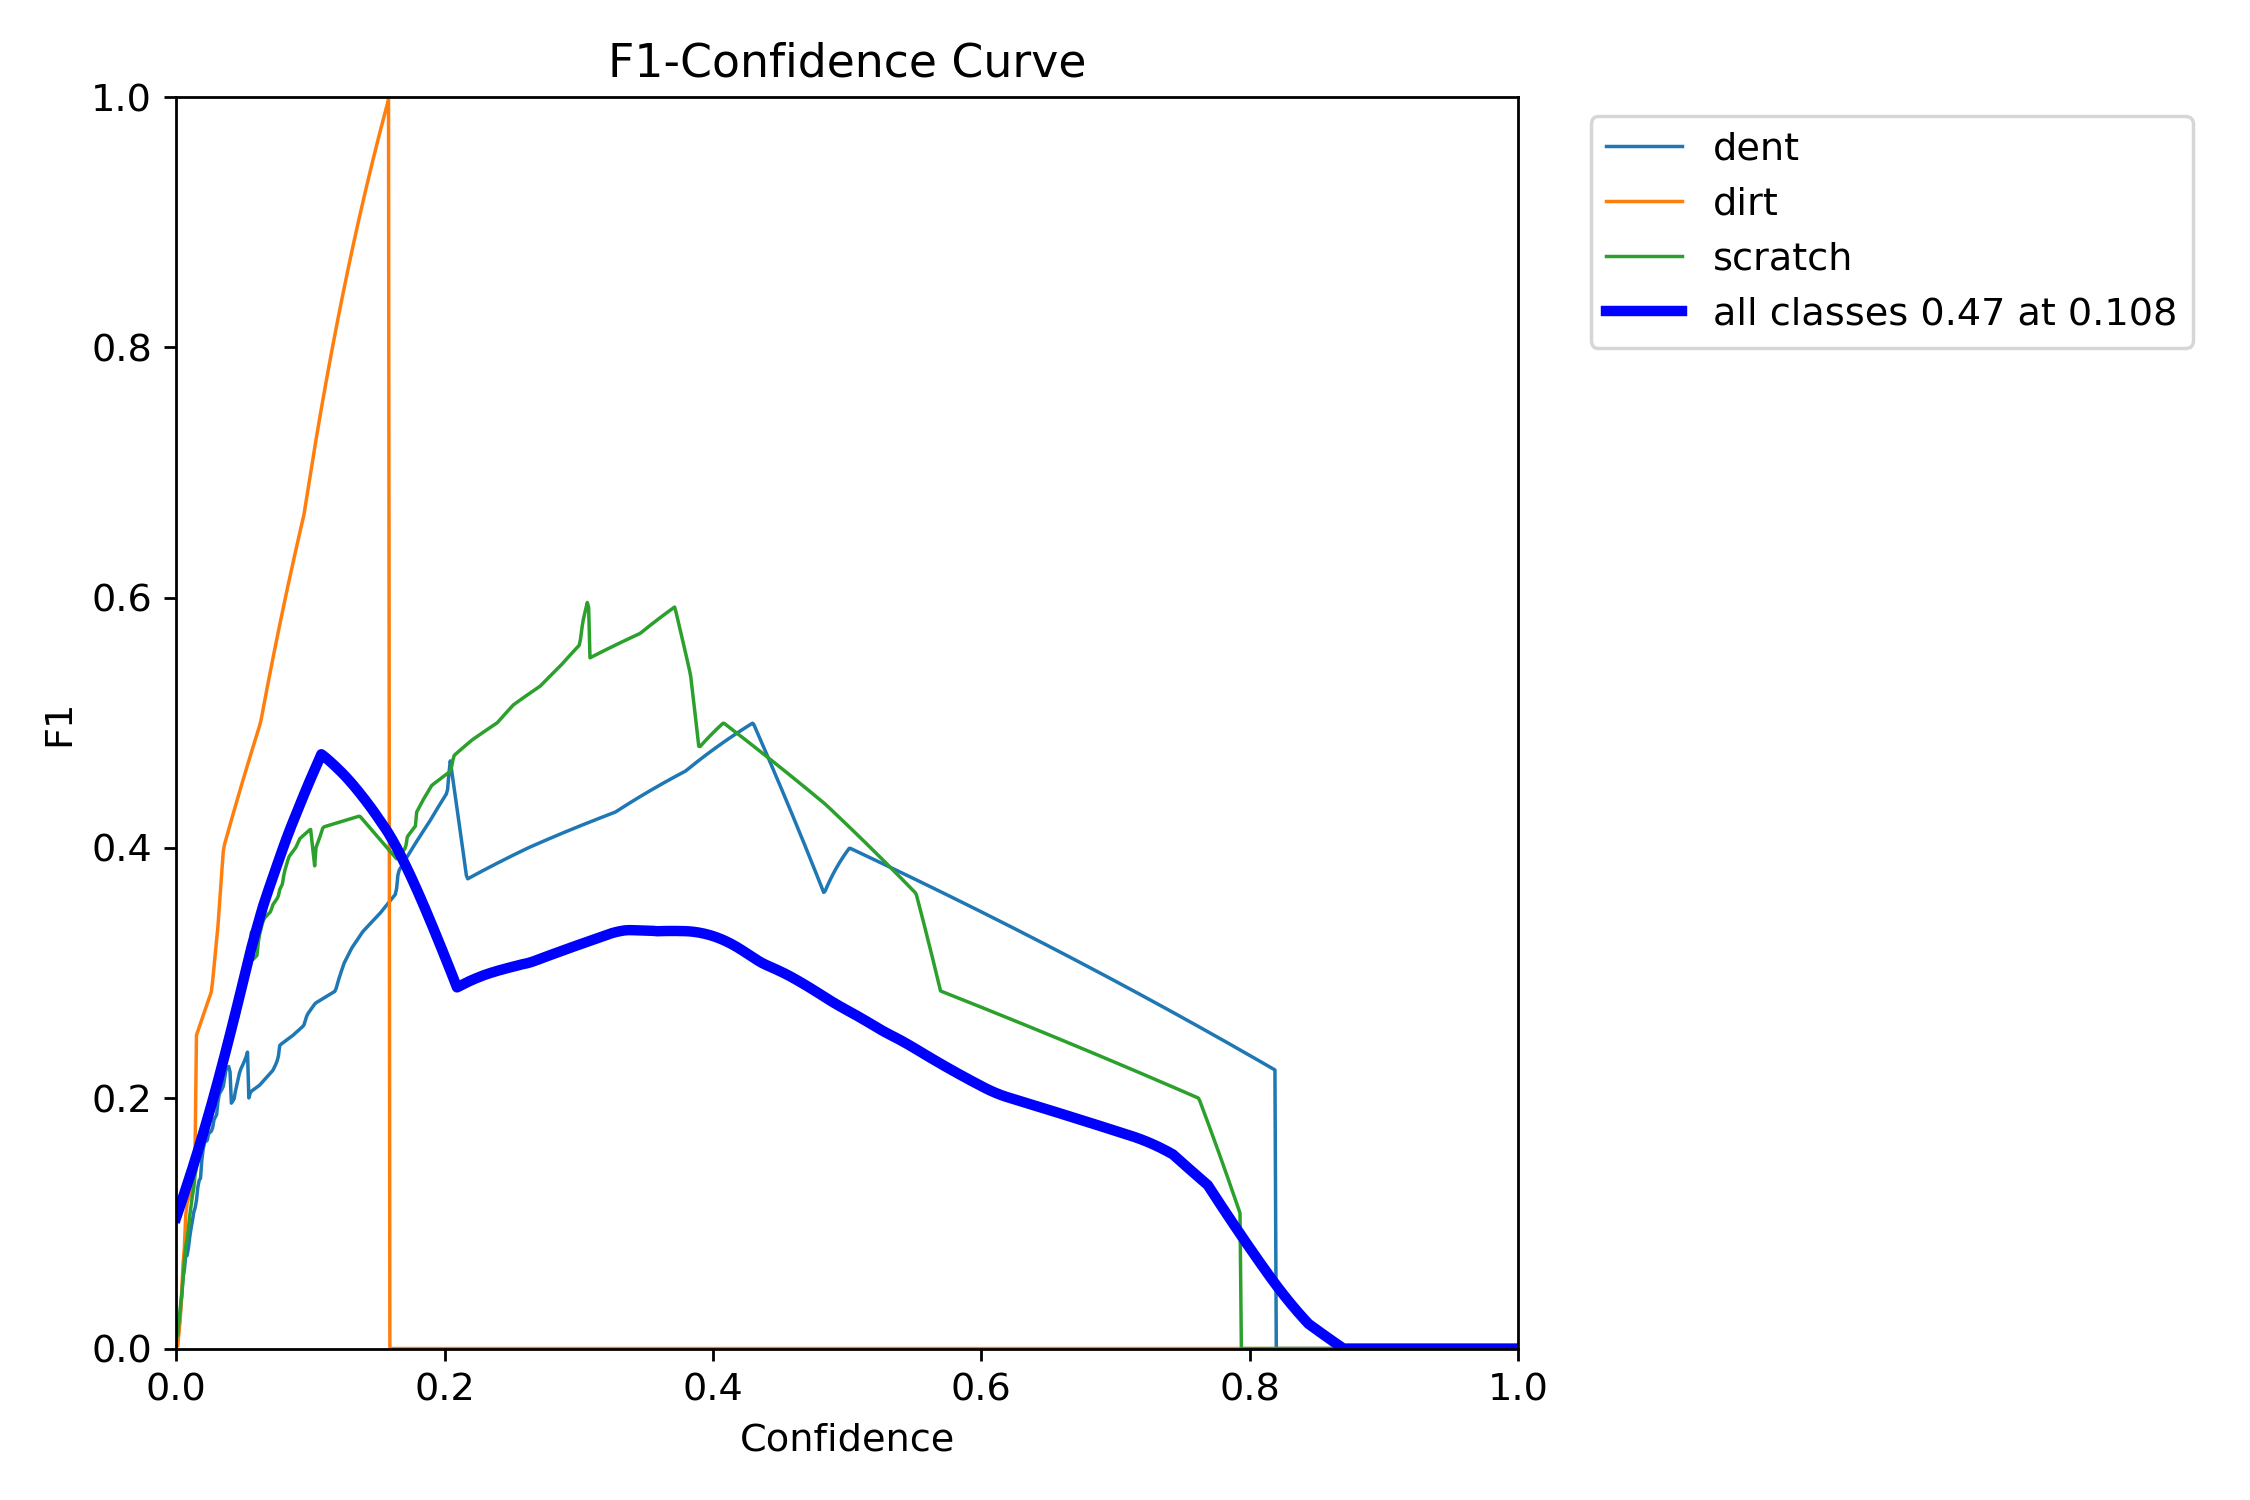 F1-Confidence Curve
1.0
0.8
0.6
0.4
0.2
0.0
F1
0.0 0.2 0.4 0.6 0.8 1.0
Confidence
dent
dirt
scratch
all classes 0.47 at 0.108